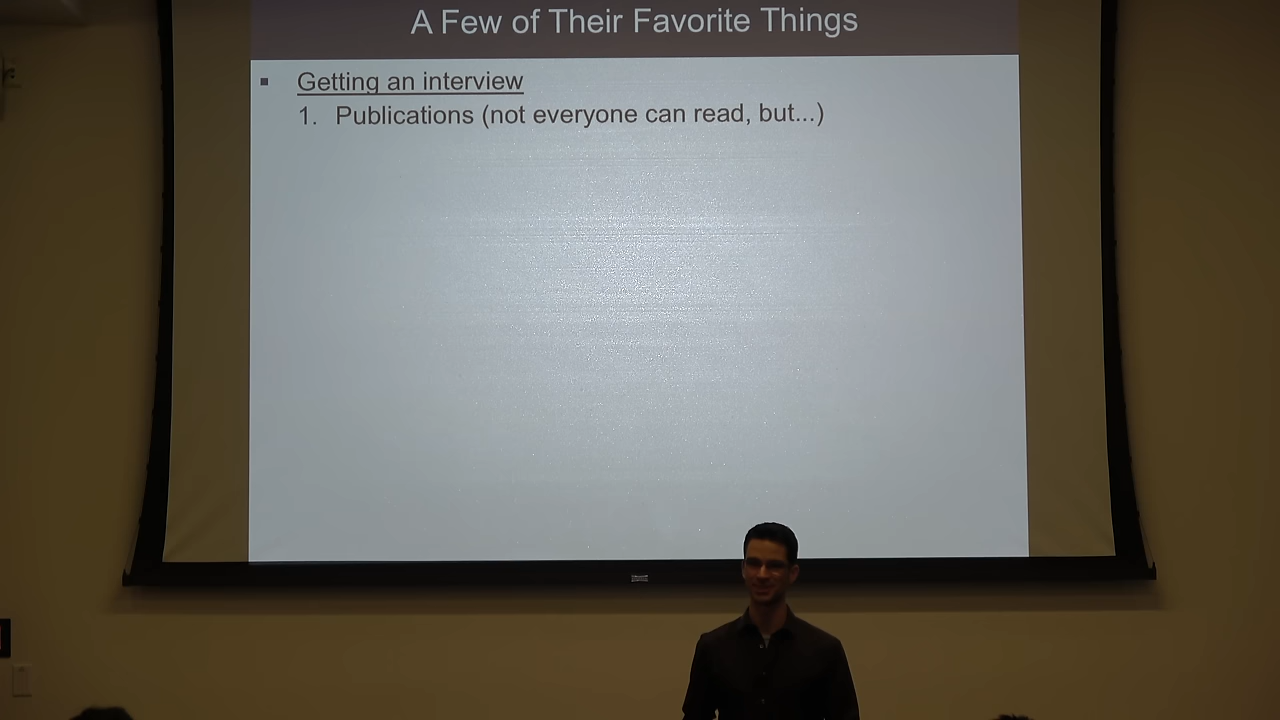 A Few of Their Favorite Things
▪ Getting an interview
1. Publications (not everyone can read, but...)